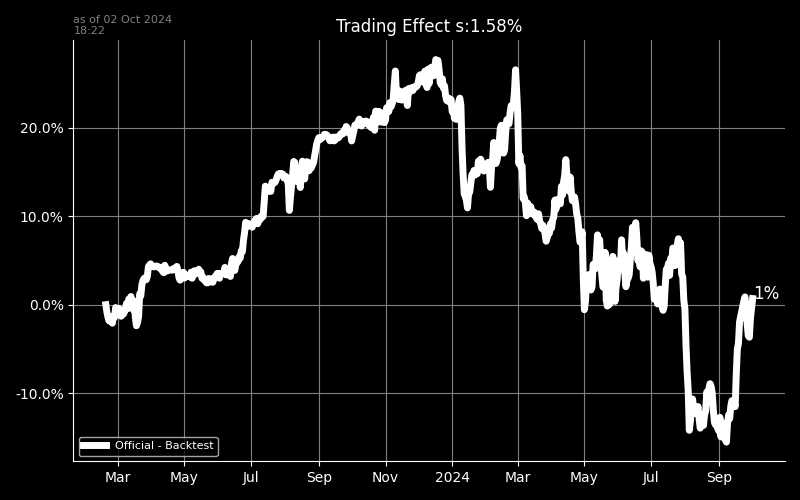 as of 02 Oct 2024
18:22
Trading Effect s:1.58%
20.0%
10.0%
0.0%
-10.0%
1%
Official - Backtest
Mar May Jul Sep Nov 2024 Mar May Jul Sep